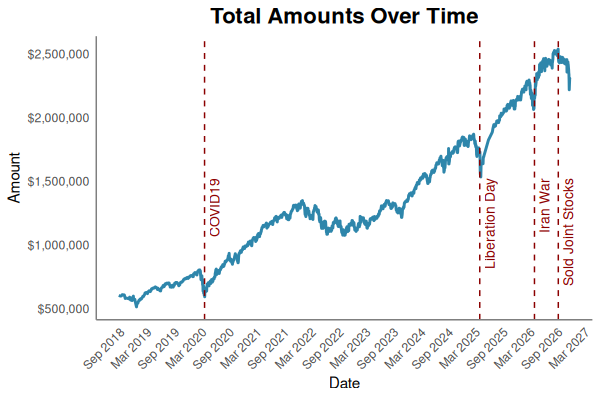 Total Amounts Over Time
Amount
$2,500,000
$2,000,000
$1,500,000
$1,000,000
$500,000
COVID19
Liberation Day
Iran War
Sold Joint Stocks
Sep 2018
Mar 2019
Sep 2019
Mar 2020
Sep 2020
Mar 2021
Sep 2021
Mar 2022
Sep 2022
Mar 2023
Sep 2023
Mar 2024
Sep 2024
Mar 2025
Sep 2025
Mar 2026
Sep 2026
Mar 2027
Date